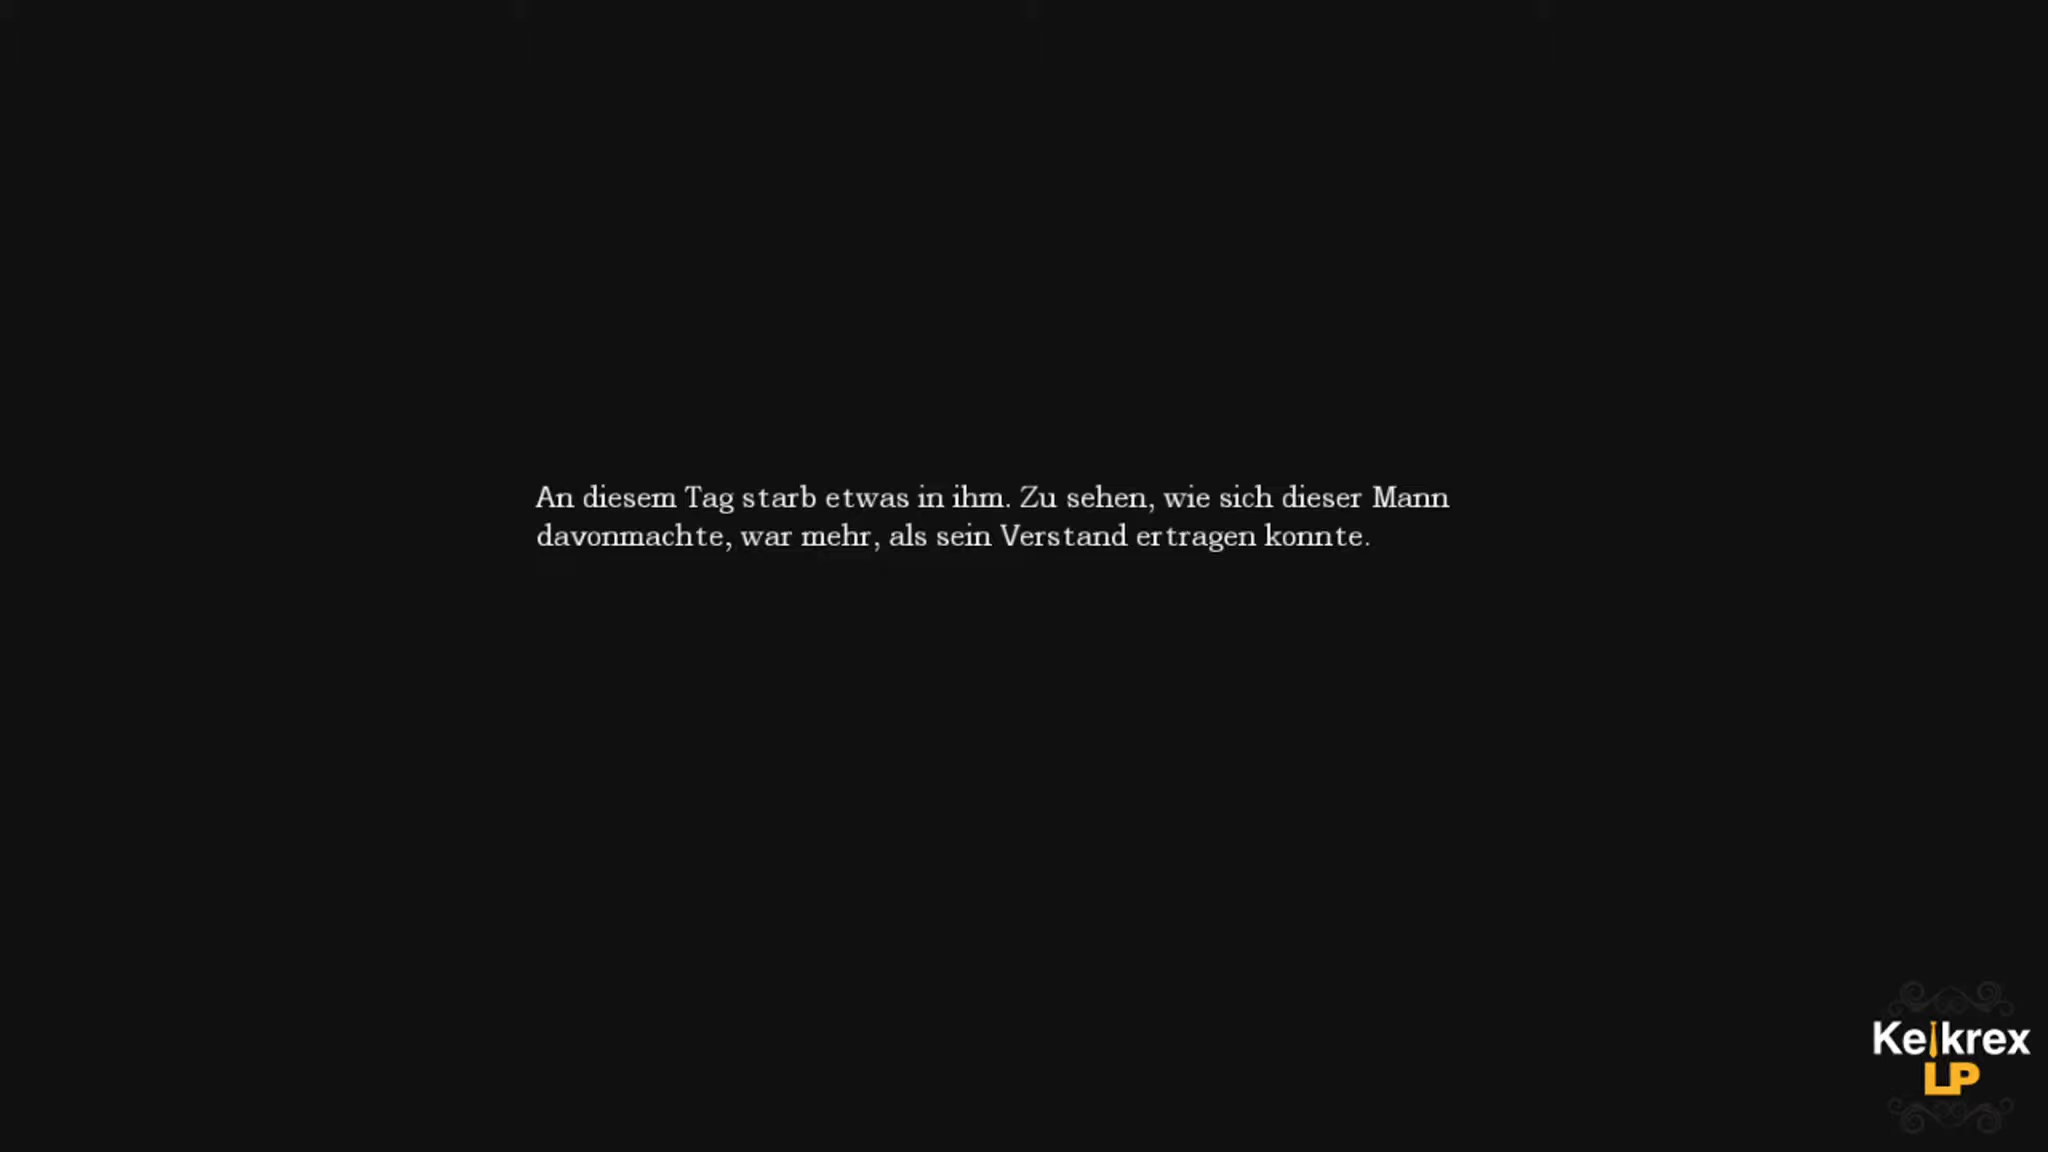 An diesem Tag starb etwas in ihm. Zu sehen, wie sich dieser Mann
davonmachte, war mehr, als sein Verstand ertragen konnte.
Keikrex
LP